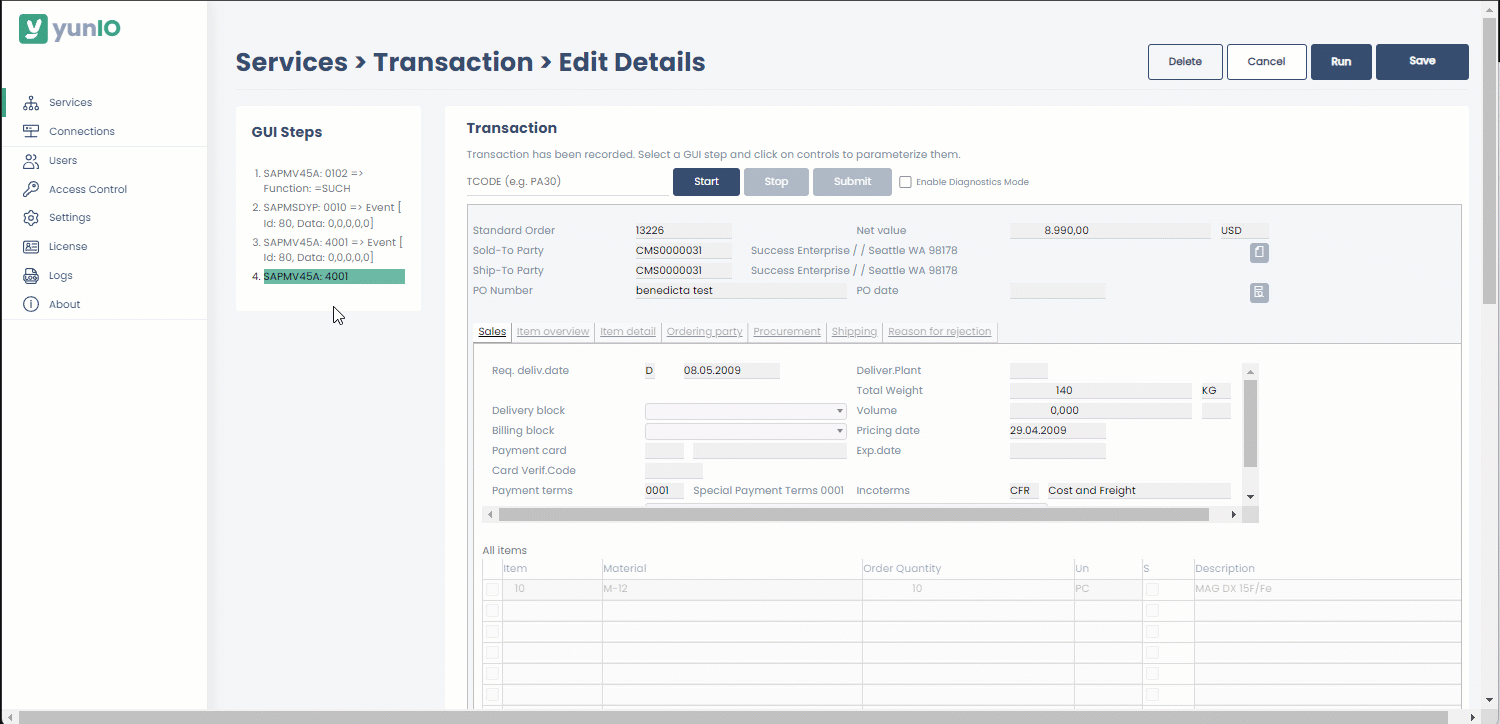 yunIO
Services > Transaction > Edit Details
Delete
Cancel
Run
Save
Services
Connections
Users
Access Control
Settings
License
Logs
About
GUI Steps
1. SAPMV45A: 0102 =>
Function: =SUCH
2. SAPMSDYP: 0010 => Event [
Id: 80, Data: 0,0,0,0,0]
3. SAPMV45A: 4001 => Event [
Id: 80, Data: 0,0,0,0,0]
4. SAPMV45A: 4001
Transaction
Transaction has been recorded. Select a GUI step and click on controls to parameterize them.
TCODE (e.g. PA30)
Start
Stop
Submit
Enable Diagnostics Mode
Standard Order 13226 Net value 8.990,00 USD
Sold-To Party CMS0000031 Success Enterprise / / Seattle WA 98178
Ship-To Party CMS0000031 Success Enterprise / / Seattle WA 98178
PO Number benedicta test PO date
Sales Item overview Item detail Ordering party Procurement Shipping Reason for rejection
Req. deliv.date D 08.05.2009 Deliver.Plant
Total Weight 140 KG
Delivery block Volume 0,000
Billing block Pricing date 29.04.2009
Payment card Exp.date
Card Verif.Code
Payment terms 0001 Special Payment Terms 0001 Incoterms CFR Cost and Freight
All items
Item Material Order Quantity Un S Description
10 M-12 10 PC MAG DX 15F/Fe